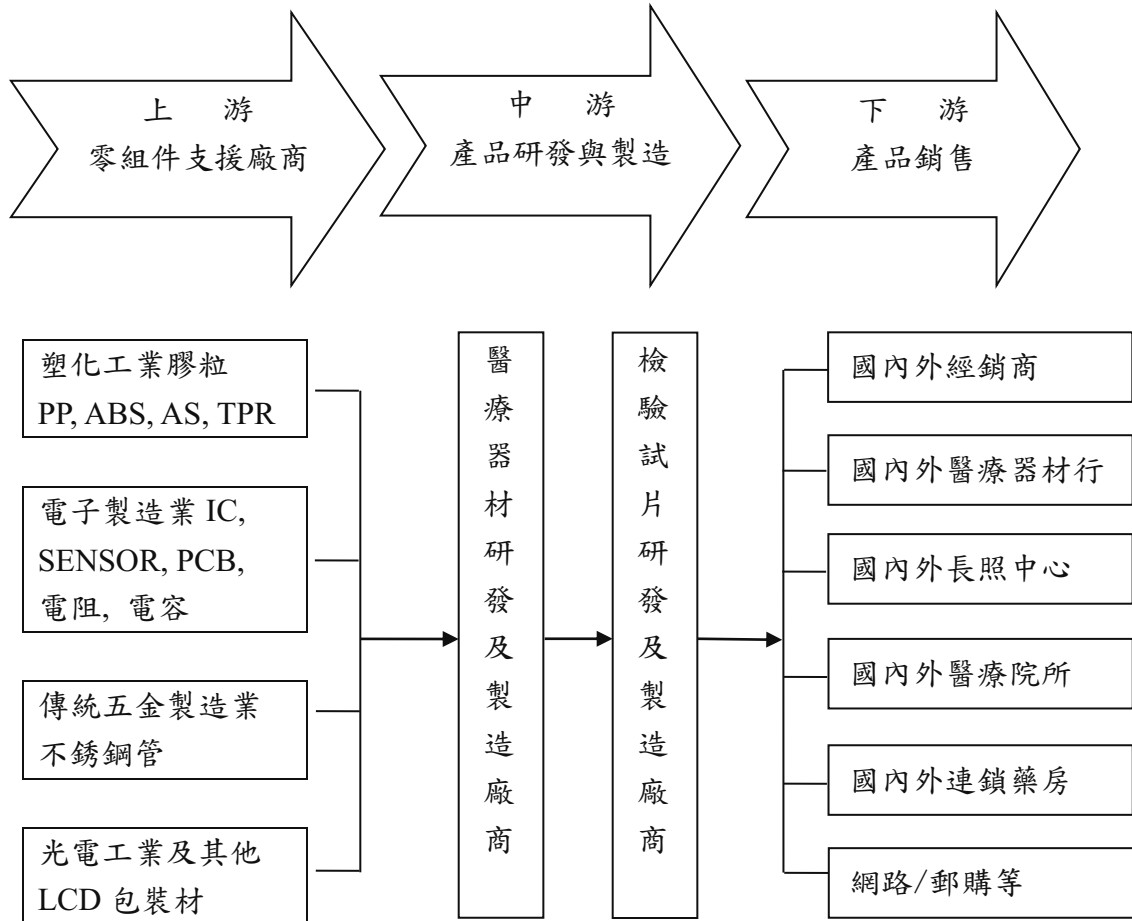 上 游
零組件支援廠商
中 游
產品研發與製造
下 游
產品銷售
塑化工業膠粒
PP, ABS, AS, TPR
電子製造業 IC,
SENSOR, PCB,
電阻, 電容
傳統五金製造業
不銹鋼管
光電工業及其他
LCD 包裝材
醫療器材研發及製造廠商
檢驗試片研發及製造廠商
國內外經銷商
國內外醫療器材行
國內外長照中心
國內外醫療院所
國內外連鎖藥房
網路/郵購等